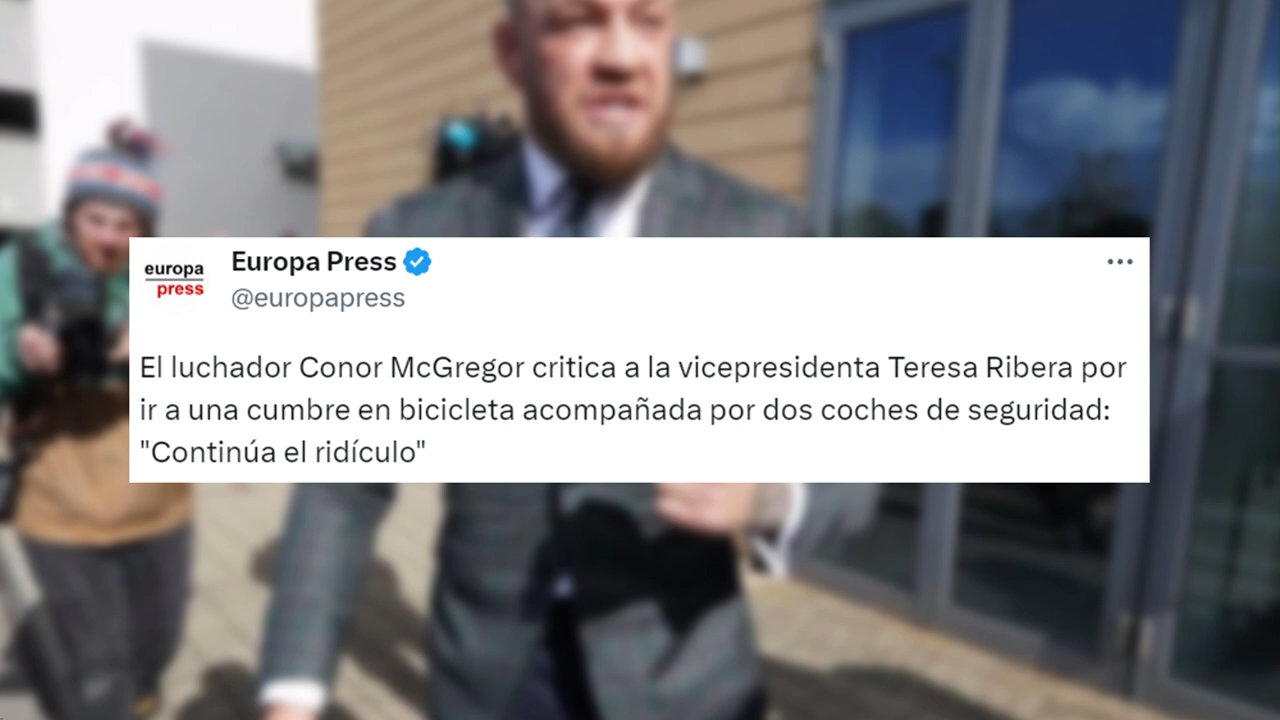 europa
press
Europa Press
@europapress
El luchador Conor McGregor critica a la vicepresidenta Teresa Ribera por
ir a una cumbre en bicicleta acompañada por dos coches de seguridad:
"Continúa el ridículo"